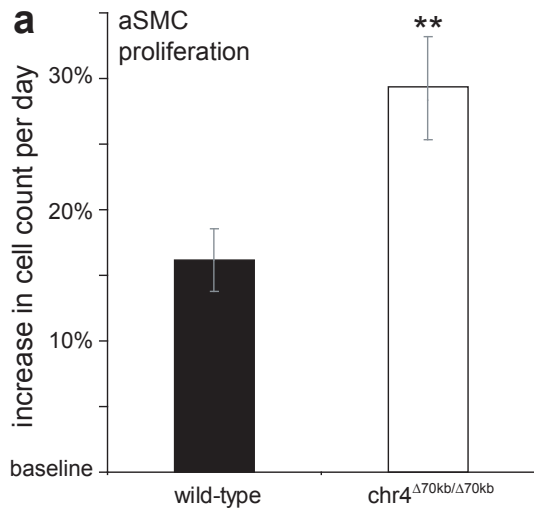 a
aSMC
proliferation
**
increase in cell count per day
30%
20%
10%
baseline
wild-type
chr4Δ70kb/Δ70kb